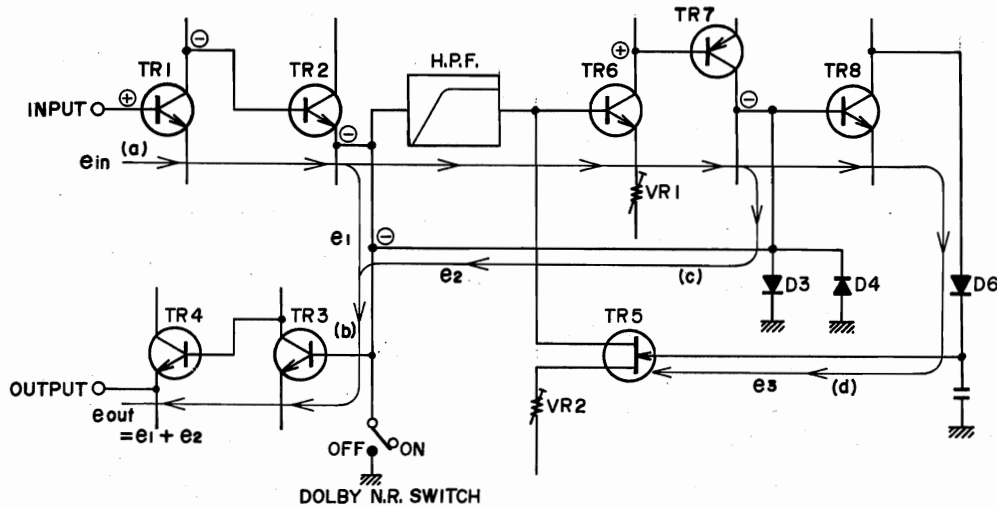 TR7
H.P.F.
TR1
TR2
TR6
TR8
INPUT
⊕
⊖
⊖
⊕
⊖
ein
(a)
VR1
e1
⊖
e2
(c)
D3
D4
D6
TR4
TR3
(b)
TR5
OUTPUT
eout
=e1+e2
e3
(d)
VR2
OFF
ON
DOLBY N.R. SWITCH